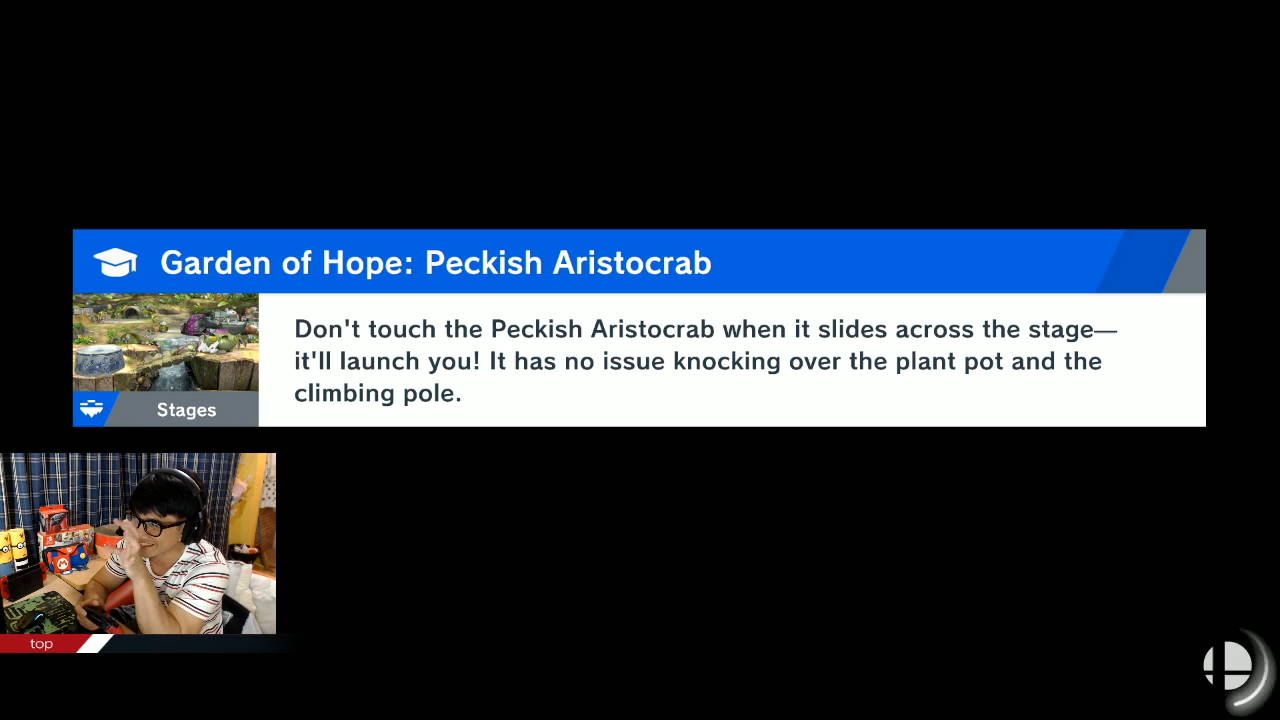 Garden of Hope: Peckish Aristocrab
Don't touch the Peckish Aristocrab when it slides across the stage—
it'll launch you! It has no issue knocking over the plant pot and the
climbing pole.
Stages
top